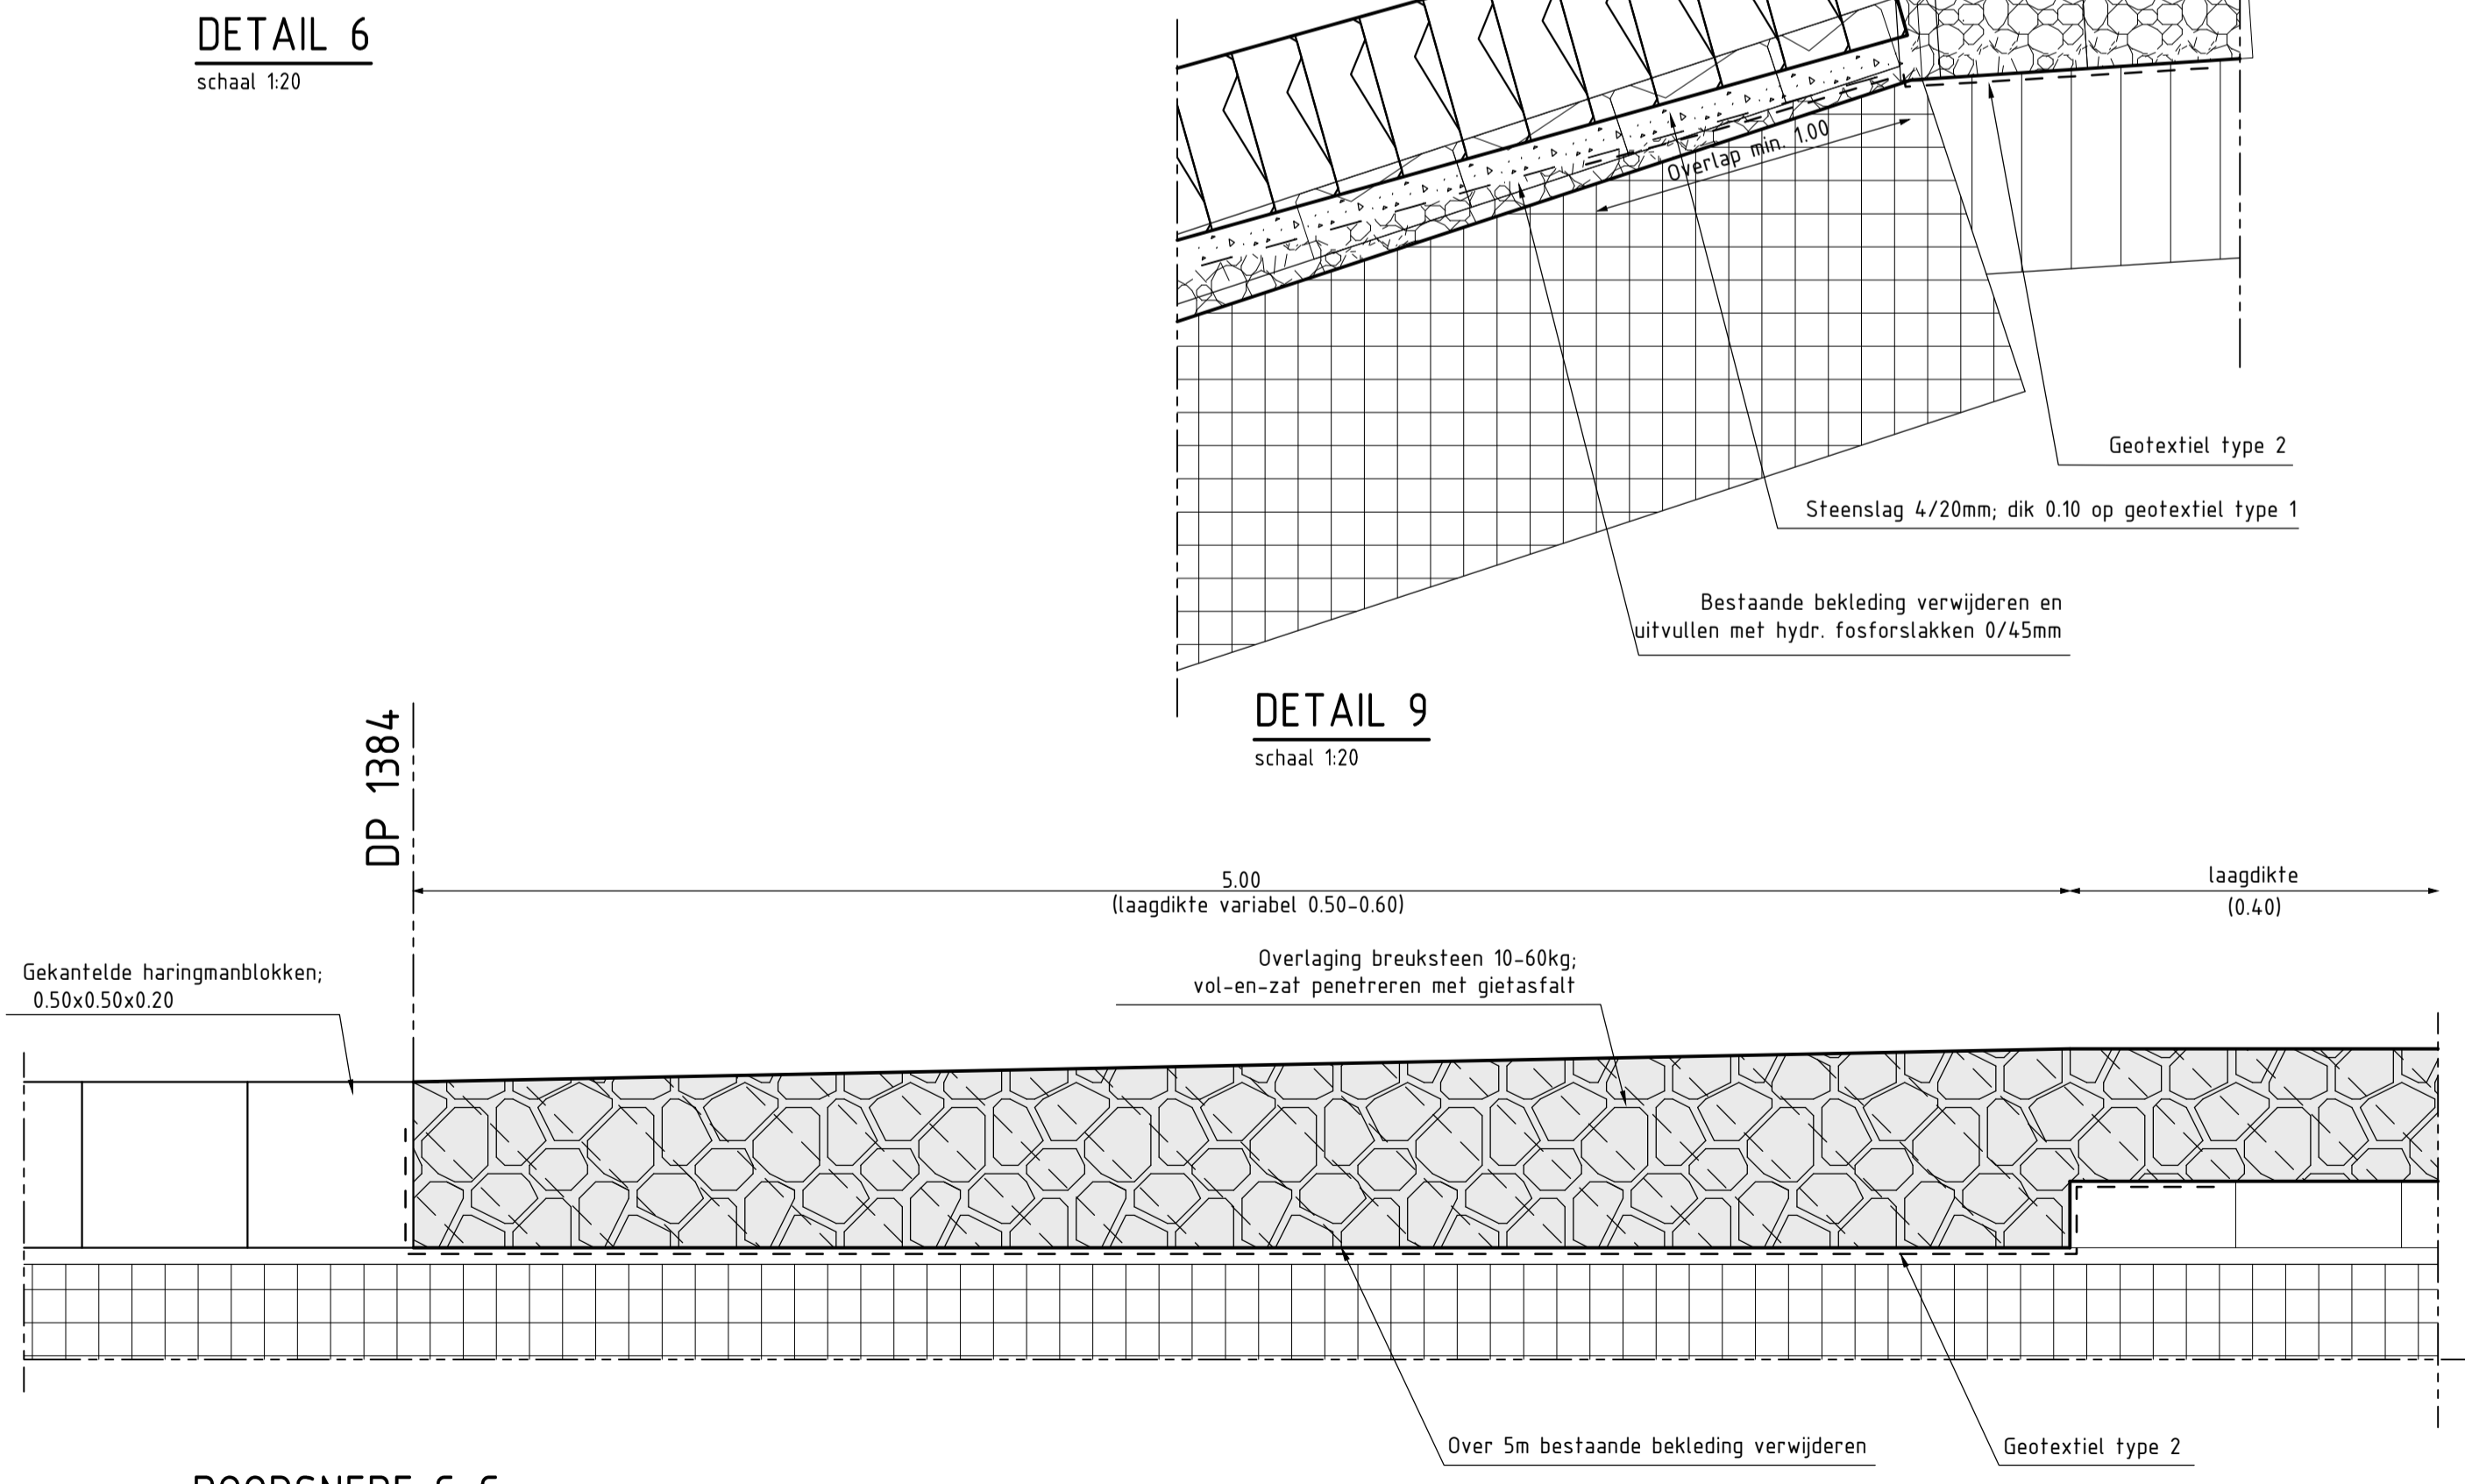 DETAIL 6
schaal 1:20
Overlap min. 1.00
Geotextiel type 2
Steenslag 4/20mm; dik 0.10 op geotextiel type 1
Bestaande bekleding verwijderen en
uitvullen met hydr. fosforslakken 0/45mm
DETAIL 9
schaal 1:20
DP 1384
5.00
(laagdikte variabel 0.50-0.60)
laagdikte
(0.40)
Gekantelde haringmanblokken;
0.50x0.50x0.20
Overlaging breuksteen 10-60kg;
vol-en-zat penetreren met gietasfalt
Over 5m bestaande bekleding verwijderen
Geotextiel type 2